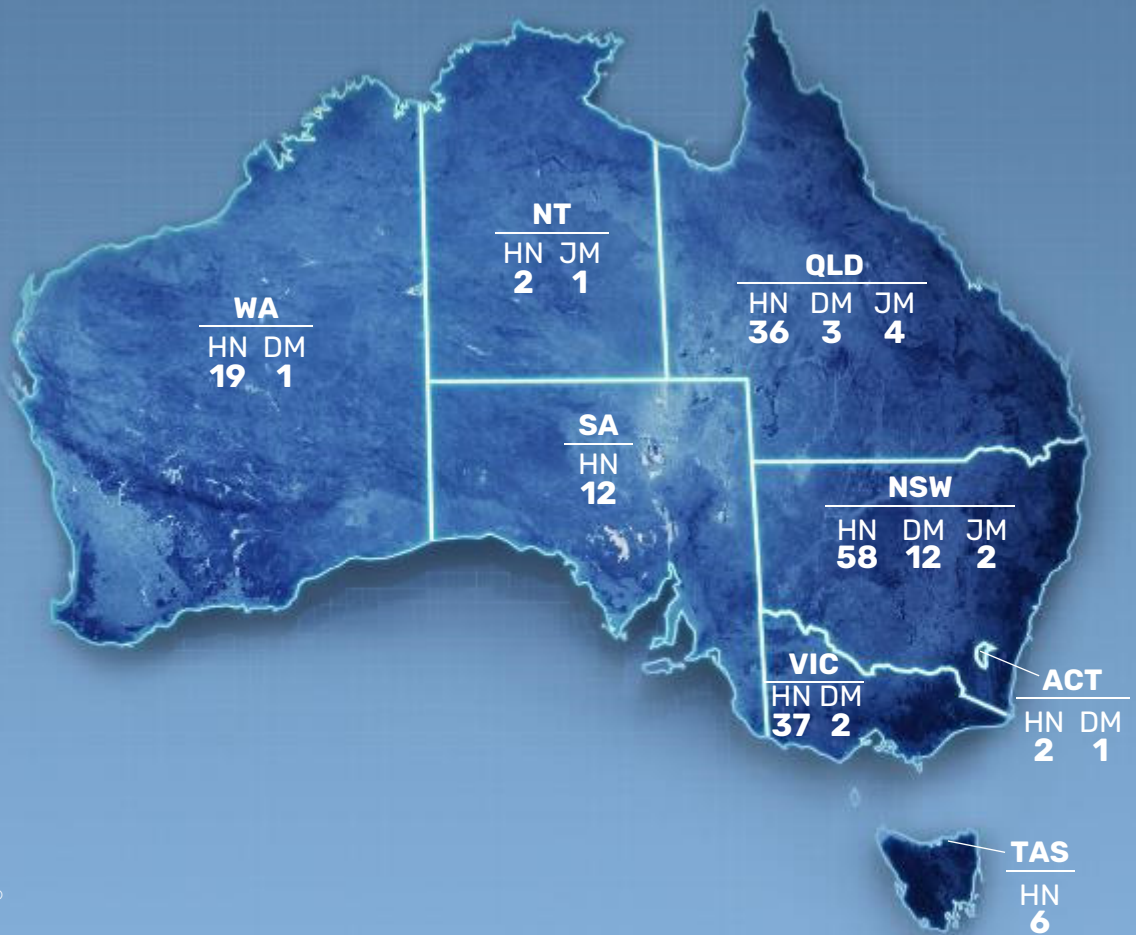 NT
HN JM
2 1
QLD
HN DM JM
36 3 4
WA
HN DM
19 1
SA
HN
12
NSW
HN DM JM
58 12 2
VIC
HN DM
37 2
ACT
HN DM
2 1
TAS
HN
6